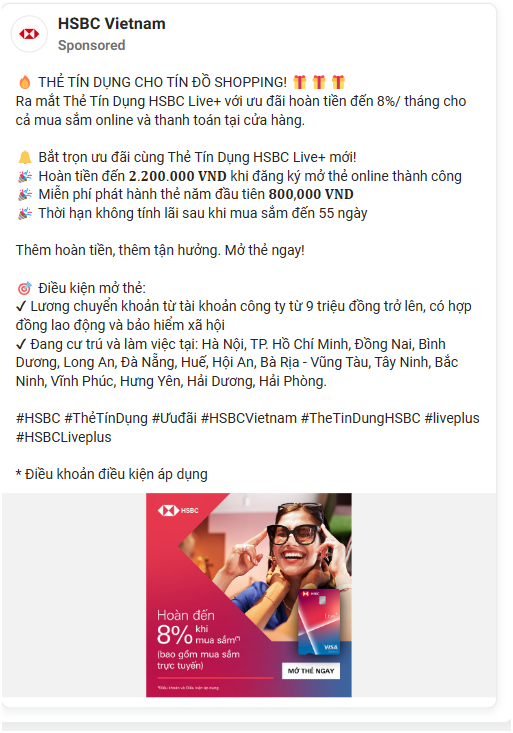 HSBC Vietnam
Sponsored
🔥 THẺ TÍN DỤNG CHO TÍN ĐỒ SHOPPING! 🎁 🎁 🎁
Ra mắt Thẻ Tín Dụng HSBC Live+ với ưu đãi hoàn tiền đến 8%/ tháng cho
cả mua sắm online và thanh toán tại cửa hàng.
🔔 Bắt trọn ưu đãi cùng Thẻ Tín Dụng HSBC Live+ mới!
🎉 Hoàn tiền đến 2.200.000 VND khi đăng ký mở thẻ online thành công
🎉 Miễn phí phát hành thẻ năm đầu tiên 800,000 VND
🎉 Thời hạn không tính lãi sau khi mua sắm đến 55 ngày
Thêm hoàn tiền, thêm tận hưởng. Mở thẻ ngay!
🎯 Điều kiện mở thẻ:
✔ Lương chuyển khoản từ tài khoản công ty từ 9 triệu đồng trở lên, có hợp
đồng lao động và bảo hiểm xã hội
✔ Đang cư trú và làm việc tại: Hà Nội, TP. Hồ Chí Minh, Đồng Nai, Bình
Dương, Long An, Đà Nẵng, Huế, Hội An, Bà Rịa - Vũng Tàu, Tây Ninh, Bắc
Ninh, Vĩnh Phúc, Hưng Yên, Hải Dương, Hải Phòng.
#HSBC #ThẻTínDụng #Ưuđãi #HSBCVietnam #TheTinDungHSBC #liveplus
#HSBCLiveplus
* Điều khoản điều kiện áp dụng
HSBC
Hoàn đến
8% khi mua sắm(*)
(bao gồm mua sắm
trực tuyến)
HSBC
VISA
MỞ THẺ NGAY
*Điều khoản và Điều kiện áp dụng